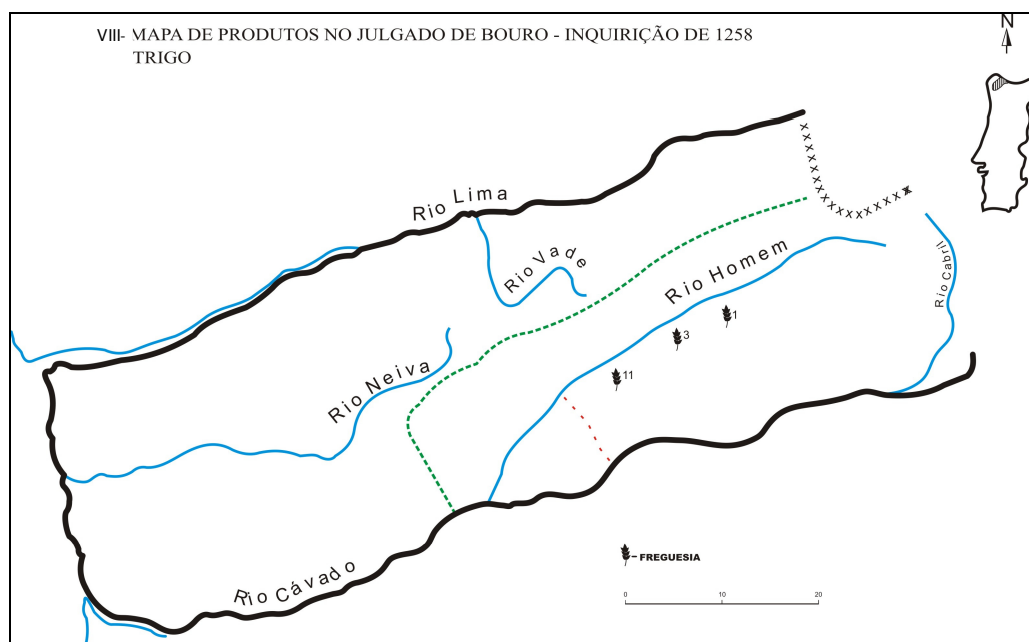 VIII- MAPA DE PRODUTOS NO JULGADO DE BOURO - INQUIRIÇÃO DE 1258
TRIGO
N
Rio Lima
Rio Vade
Rio Homem
Rio Cabril
1
3
Rio Neiva
11
Rio Cávado
- FREGUESIA
0 10 20